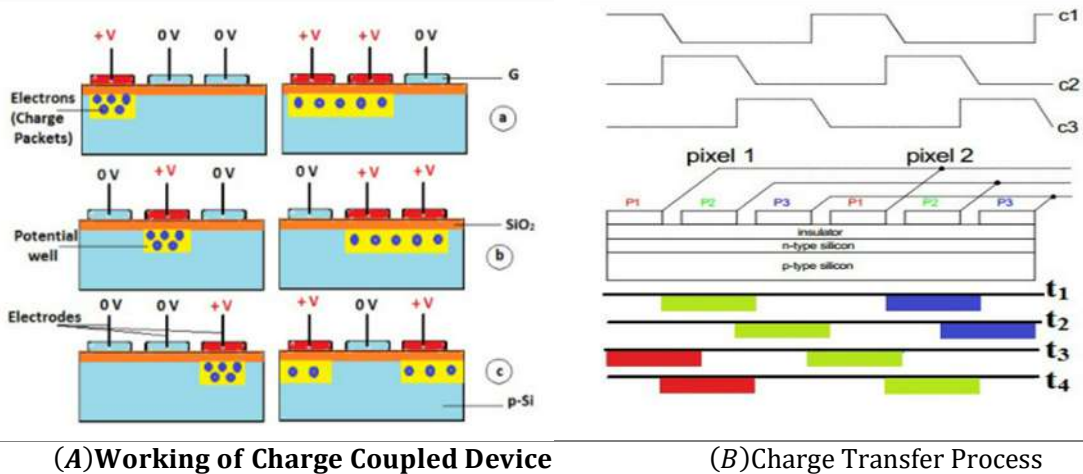 +V 0 V 0 V +V +V 0 V
G
Electrons
(Charge
Packets)
a
0 V +V 0 V 0 V +V +V
SiO₂
Potential
well
b
0 V 0 V +V +V 0 V +V
Electrodes
c
p-Si
(A)Working of Charge Coupled Device
c1
c2
c3
pixel 1 pixel 2
P1 P2 P3 P1 P2 P3
insulator
n-type silicon
p-type silicon
t₁
t₂
t₃
t₄
(B)Charge Transfer Process